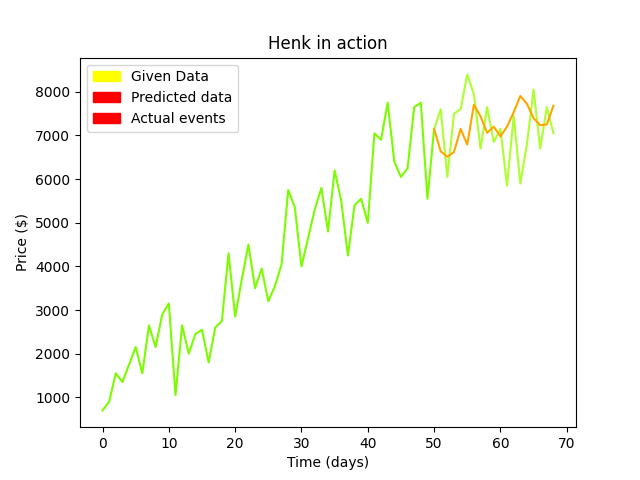 Henk in action
Given Data
Predicted data
Actual events
8000
7000
6000
5000
4000
3000
2000
1000
Price ($)
0 10 20 30 40 50 60 70
Time (days)